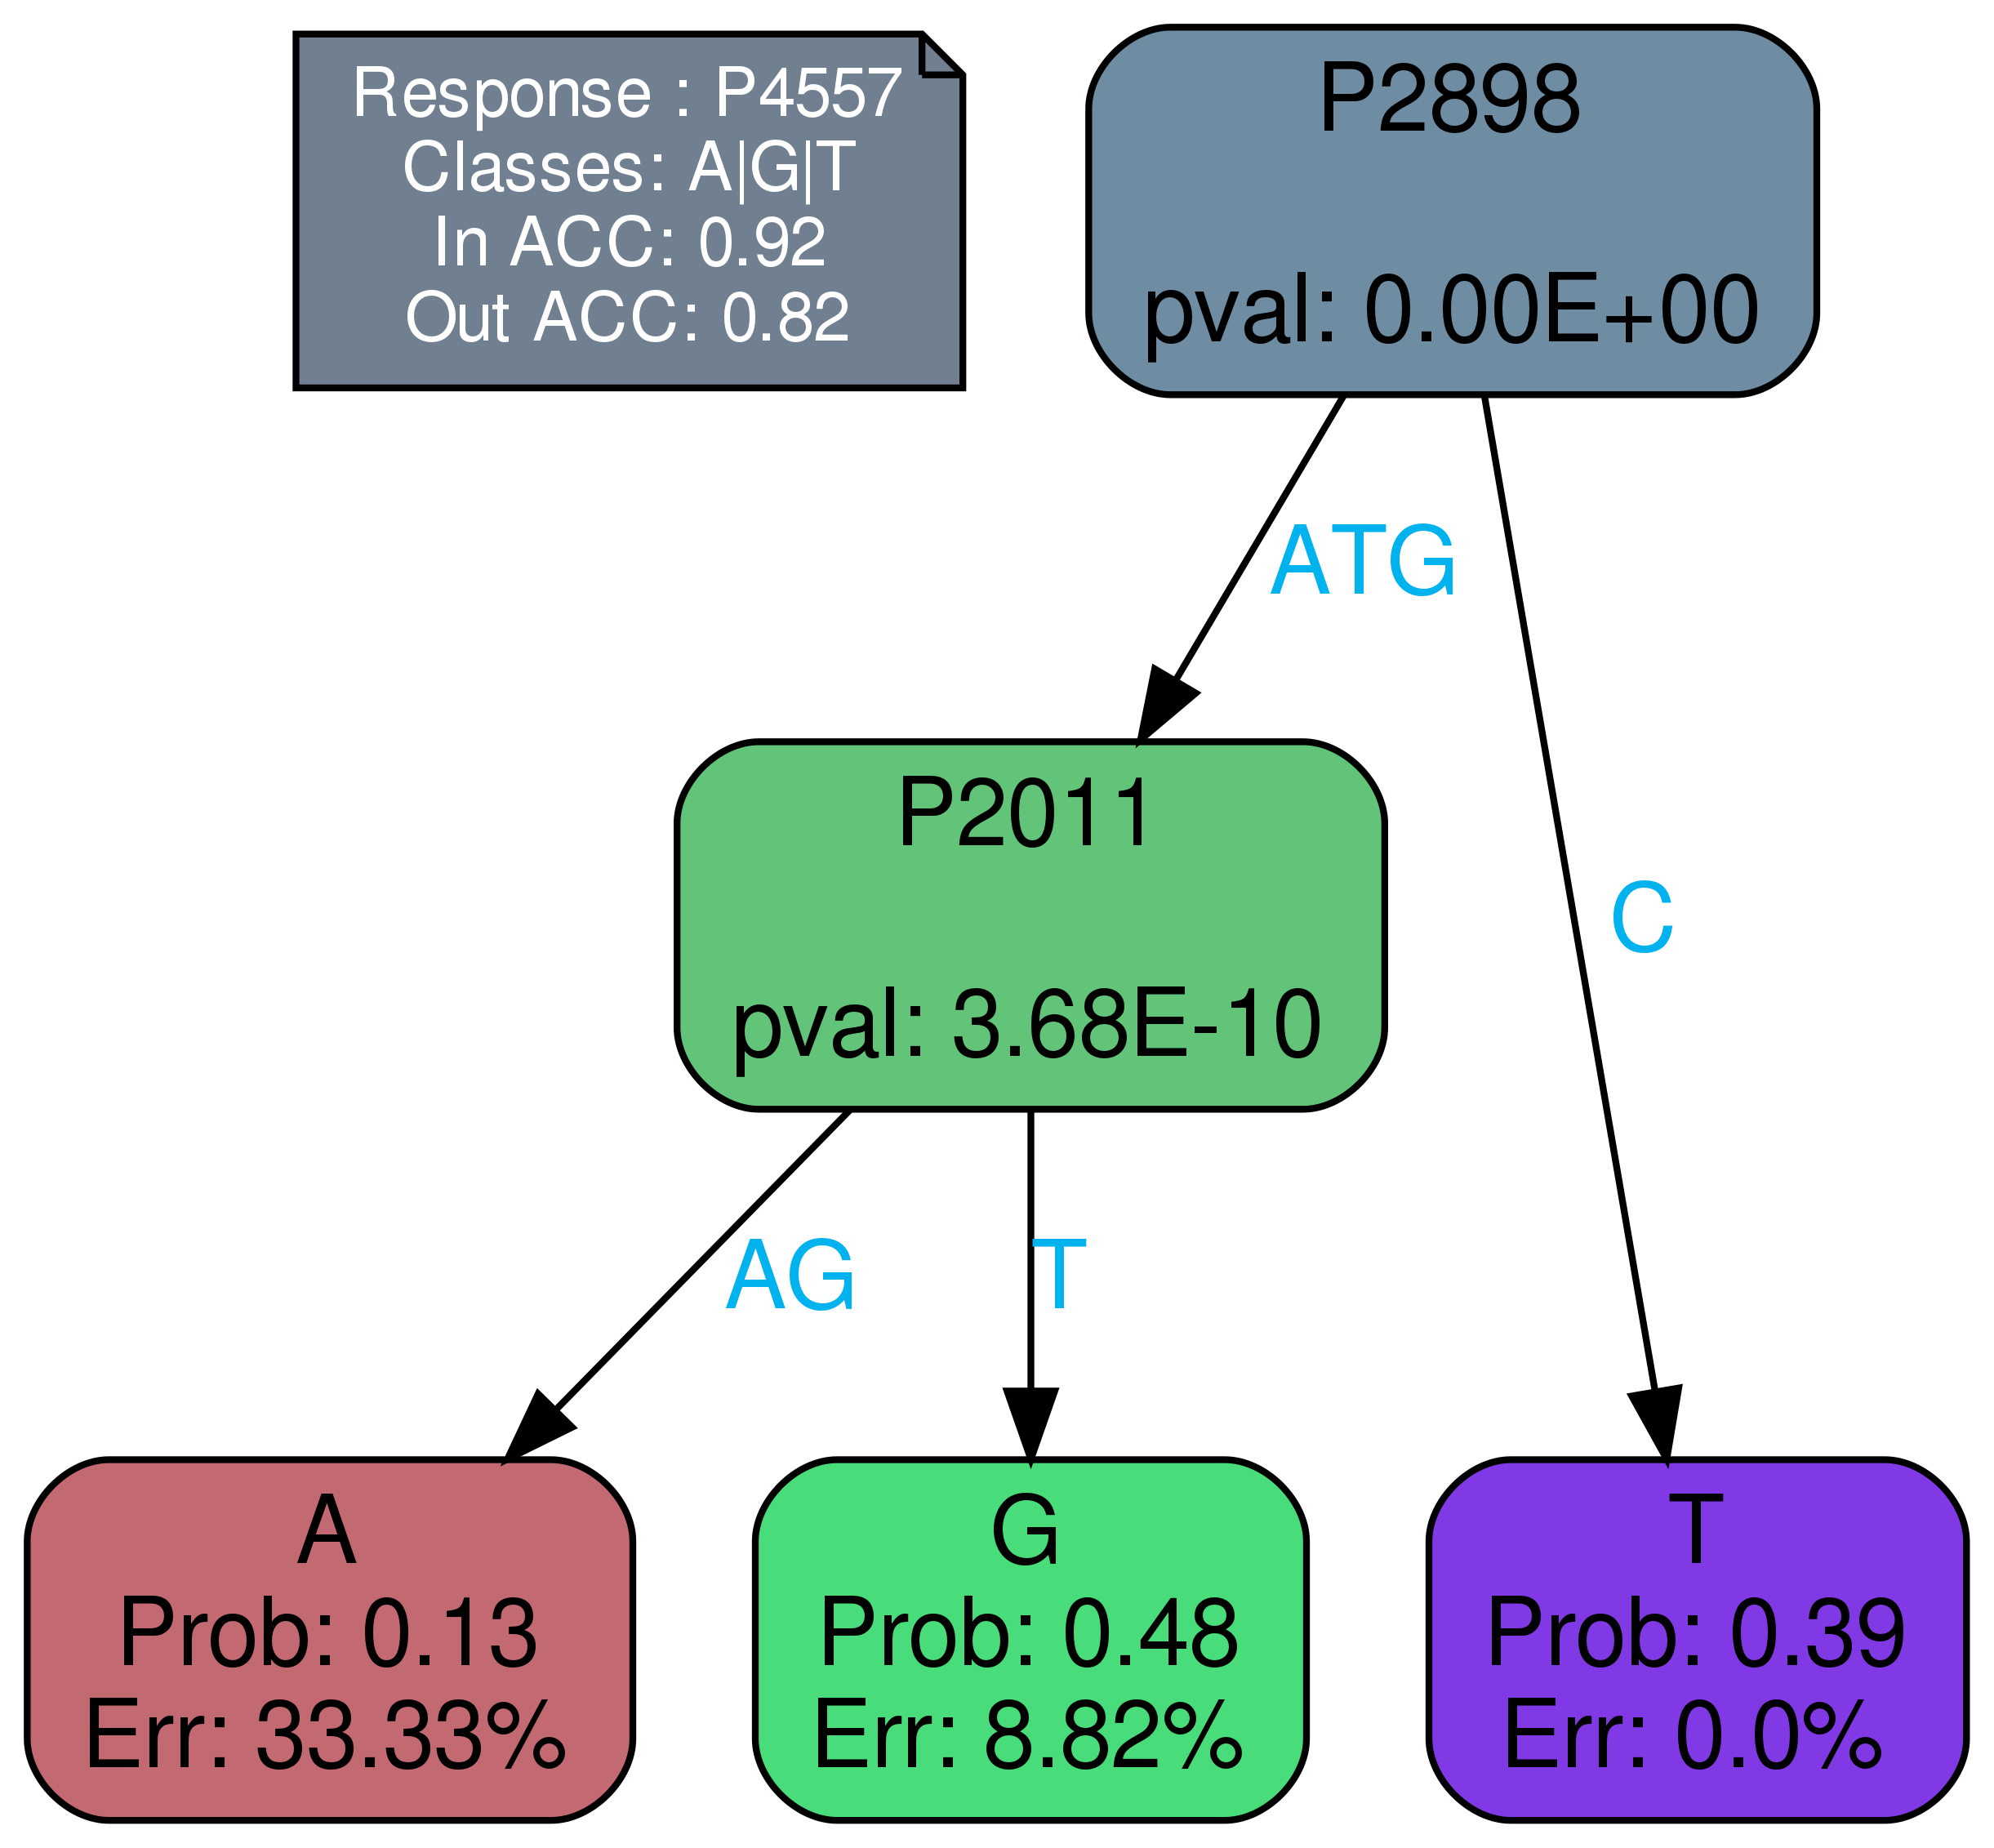 Response : P4557
Classes: A|G|T
In ACC: 0.92
Out ACC: 0.82
P2898
pval: 0.00E+00
ATG
P2011
pval: 3.68E-10
C
AG
T
A
Prob: 0.13
Err: 33.33%
G
Prob: 0.48
Err: 8.82%
T
Prob: 0.39
Err: 0.0%